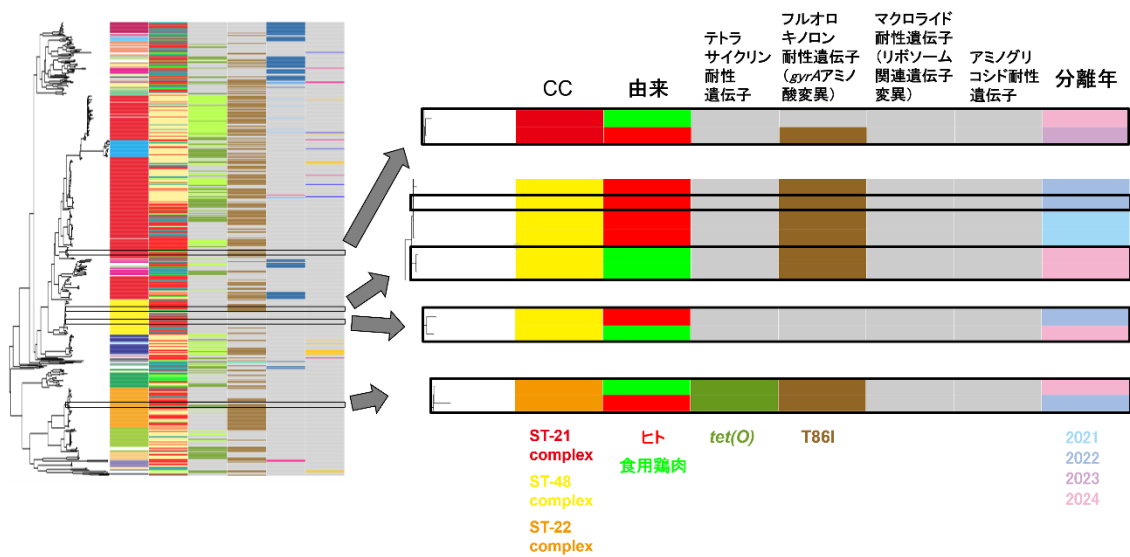 CC
由来
テトラ
サイクリン
耐性
遺伝子
フルオロ
キノロン
耐性遺伝子
(gyrAアミノ
酸変異)
マクロライド
耐性遺伝子
(リボソーム
関連遺伝子
変異)
アミノグリ
コシド耐性
遺伝子
分離年
ST-21
complex
ST-48
complex
ST-22
complex
ヒト
食用鶏肉
tet(O)
T86I
2021
2022
2023
2024